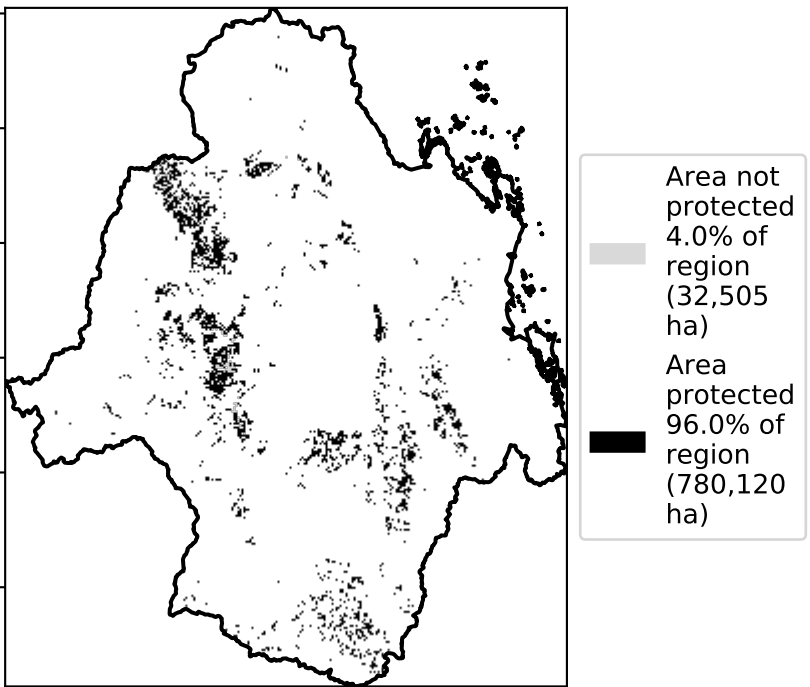 Area not
protected
4.0% of
region
(32,505
ha)
Area
protected
96.0% of
region
(780,120
ha)